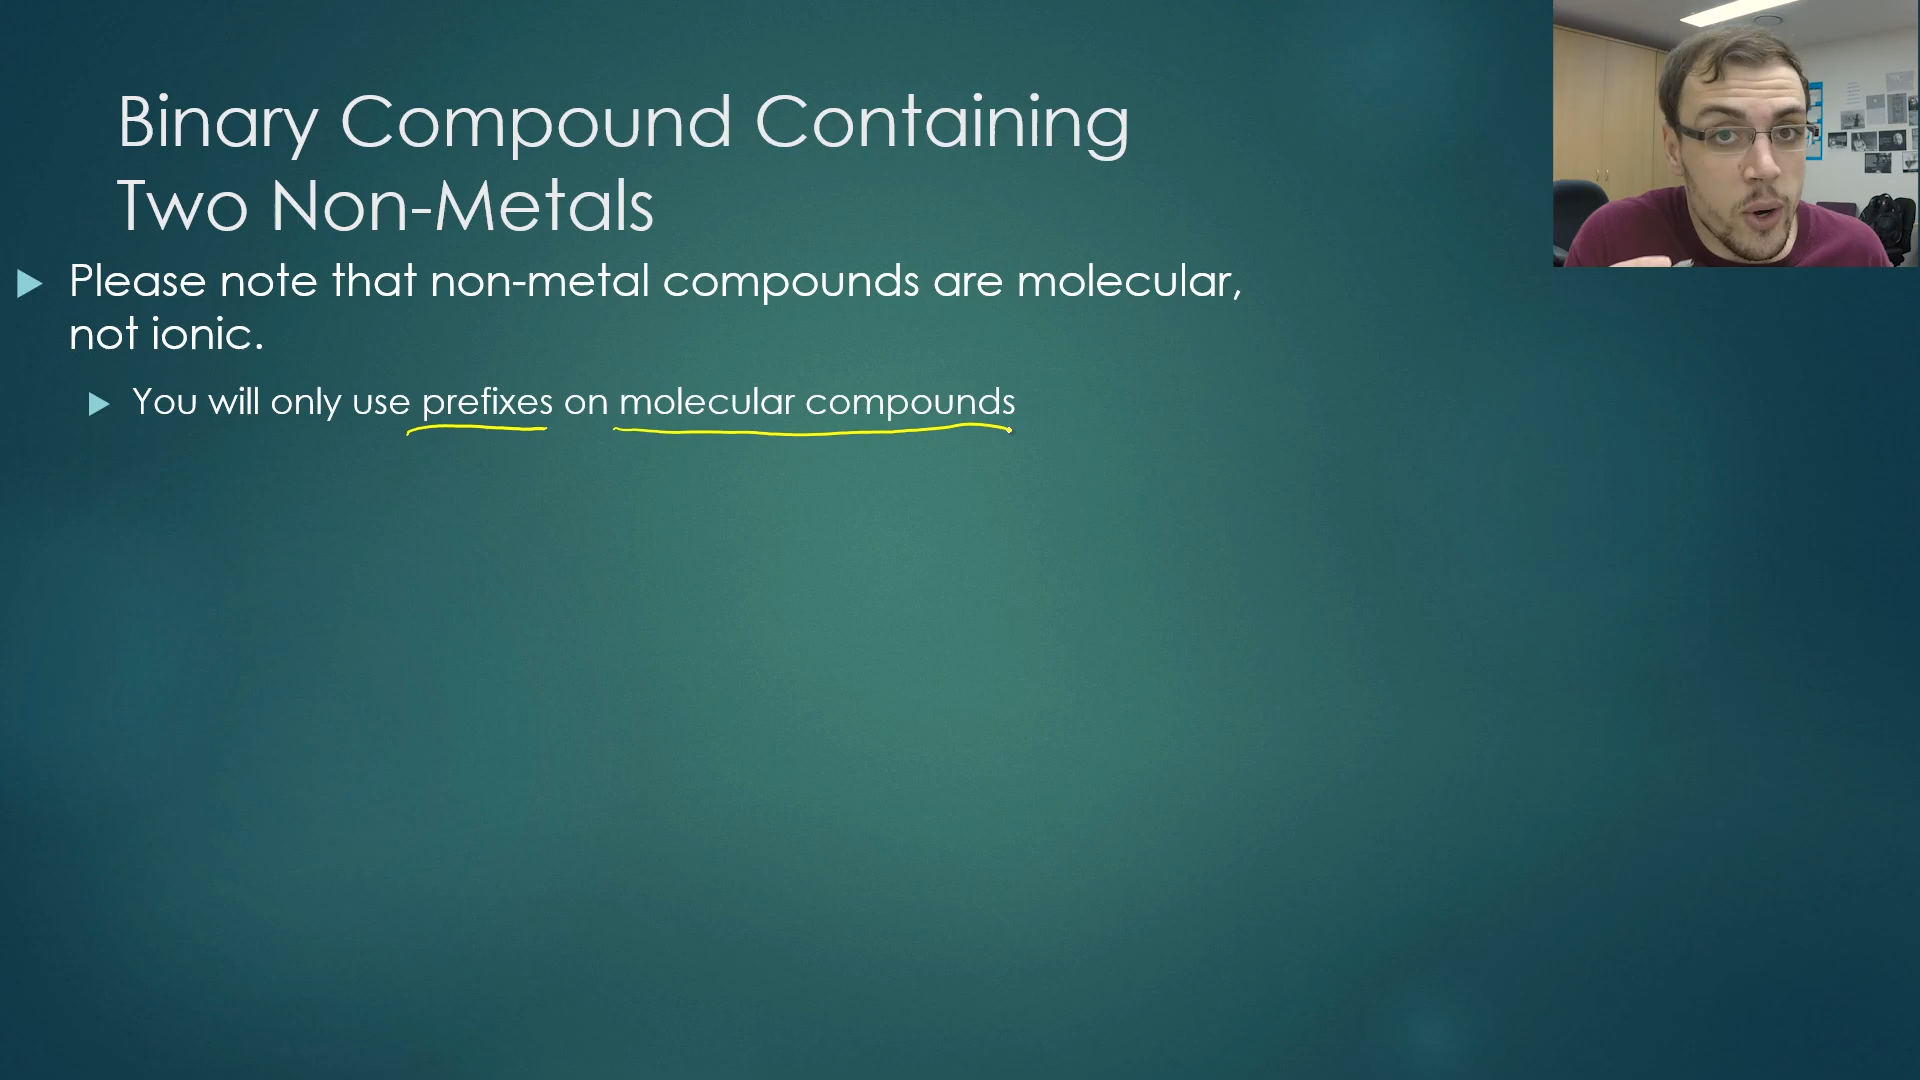 Binary Compound Containing
Two Non-Metals
Please note that non-metal compounds are molecular,
not ionic.
You will only use prefixes on molecular compounds